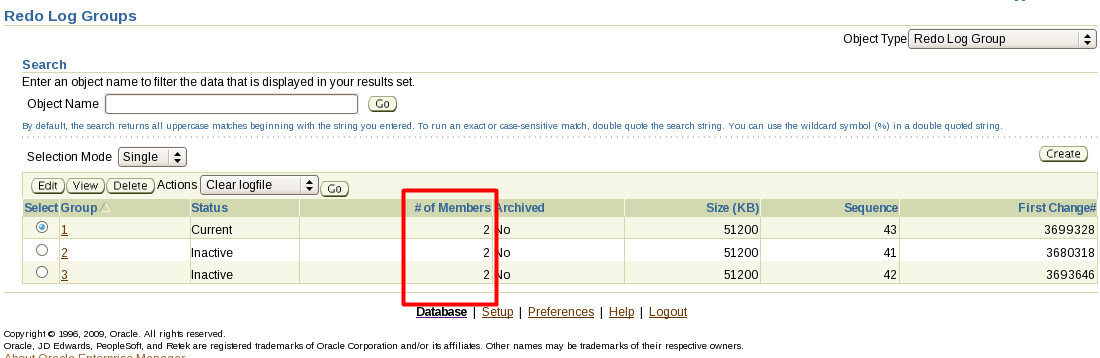 Redo Log Groups
Object Type Redo Log Group
Search
Enter an object name to filter the data that is displayed in your results set.
Object Name Go
By default, the search returns all uppercase matches beginning with the string you entered. To run an exact or case-sensitive match, double quote the search string. You can use the wildcard symbol (%) in a double quoted string.
Selection Mode Single Create
Edit View Delete Actions Clear logfile Go
Select Group Status # of Members Archived Size (KB) Sequence First Change#
1 Current 2 No 51200 43 3699328
2 Inactive 2 No 51200 41 3680318
3 Inactive 2 No 51200 42 3693646
Database | Setup | Preferences | Help | Logout
Copyright © 1996, 2009, Oracle. All rights reserved.
Oracle, JD Edwards, PeopleSoft, and Retek are registered trademarks of Oracle Corporation and/or its affiliates. Other names may be trademarks of their respective owners.
About Oracle Enterprise Manager